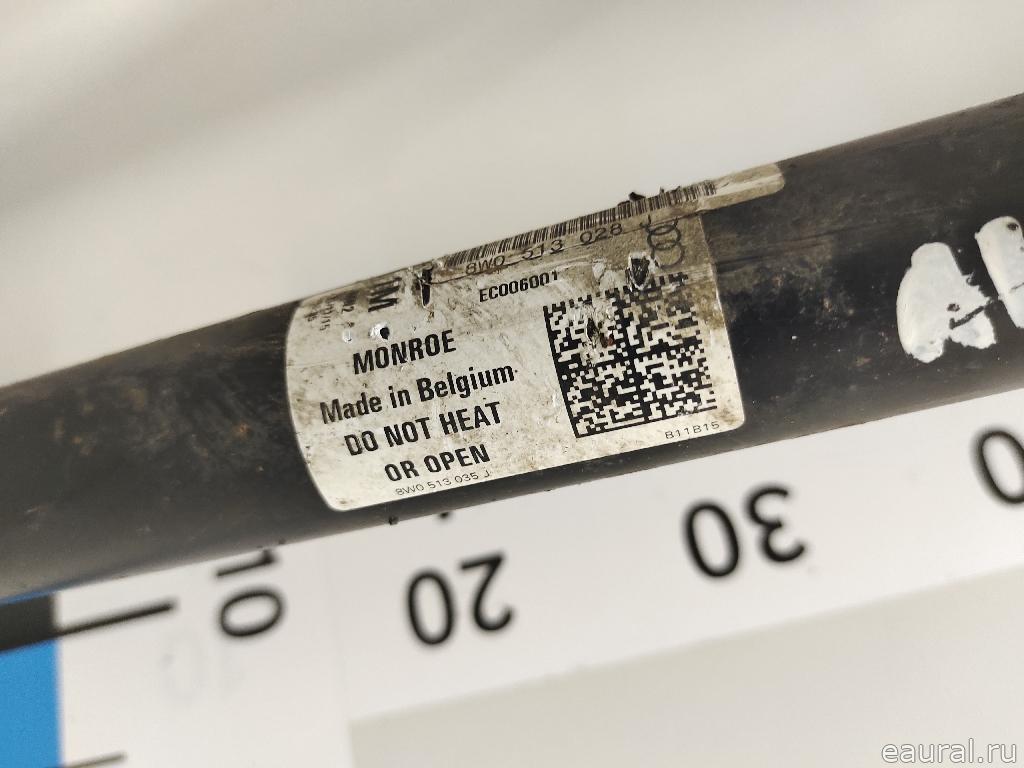 8W0 513 028 J
EC006001
MONROE
Made in Belgium
DO NOT HEAT
OR OPEN
8W0 513 035 J
B11B15
10
20
30
eaural.ru